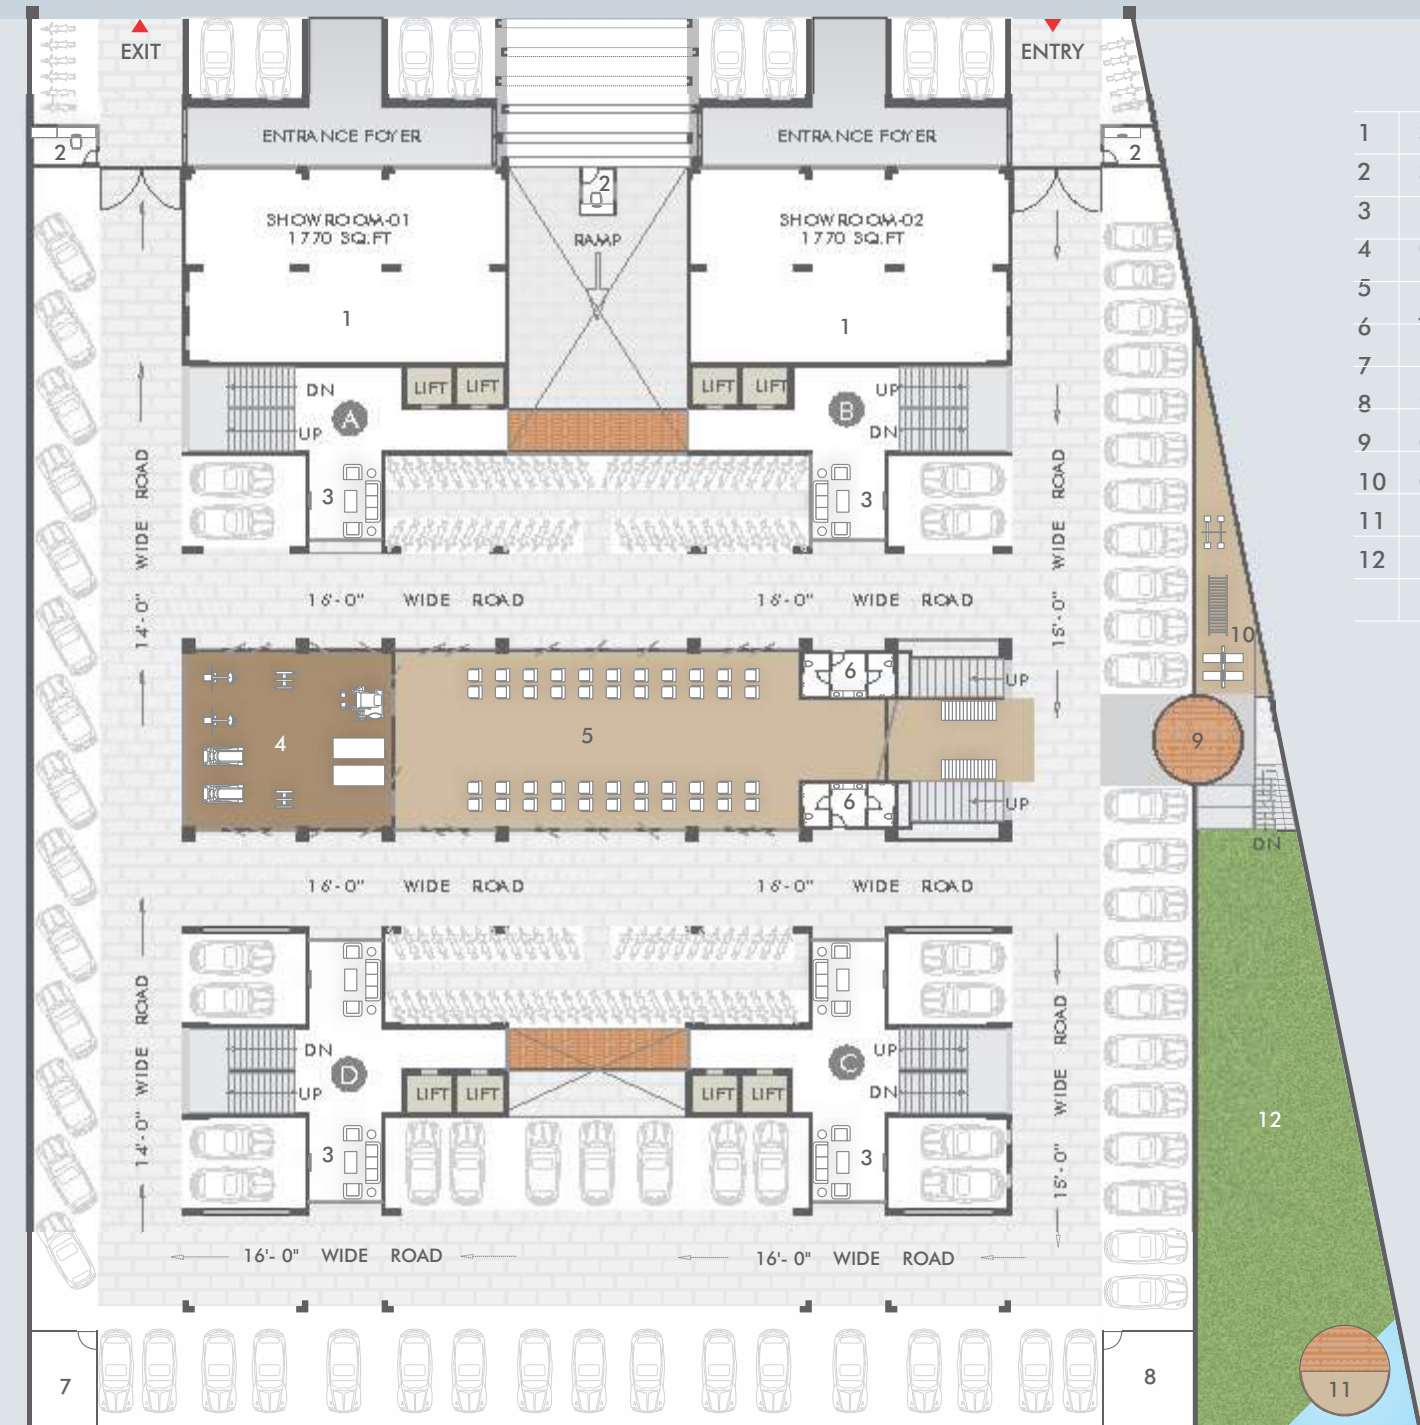 EXIT
ENTRY
ENTRANCE FOYER
ENTRANCE FOYER
2
2
2
SHOWROOM-01
1770 SQ.FT
SHOWROOM-02
1770 SQ.FT
RAMP
1
1
DN
UP
A
LIFT
LIFT
LIFT
LIFT
UP
DN
B
3
3
14'-0" WIDE ROAD
15'-0" WIDE ROAD
16'-0" WIDE ROAD
16'-0" WIDE ROAD
10
4
5
6
6
UP
UP
9
DN
16'-0" WIDE ROAD
16'-0" WIDE ROAD
14'-0" WIDE ROAD
15'-0" WIDE ROAD
DN
UP
D
LIFT
LIFT
LIFT
LIFT
UP
DN
C
3
3
12
16'-0" WIDE ROAD
16'-0" WIDE ROAD
7
8
11
1
2
3
4
5
6
7
8
9
10
11
12